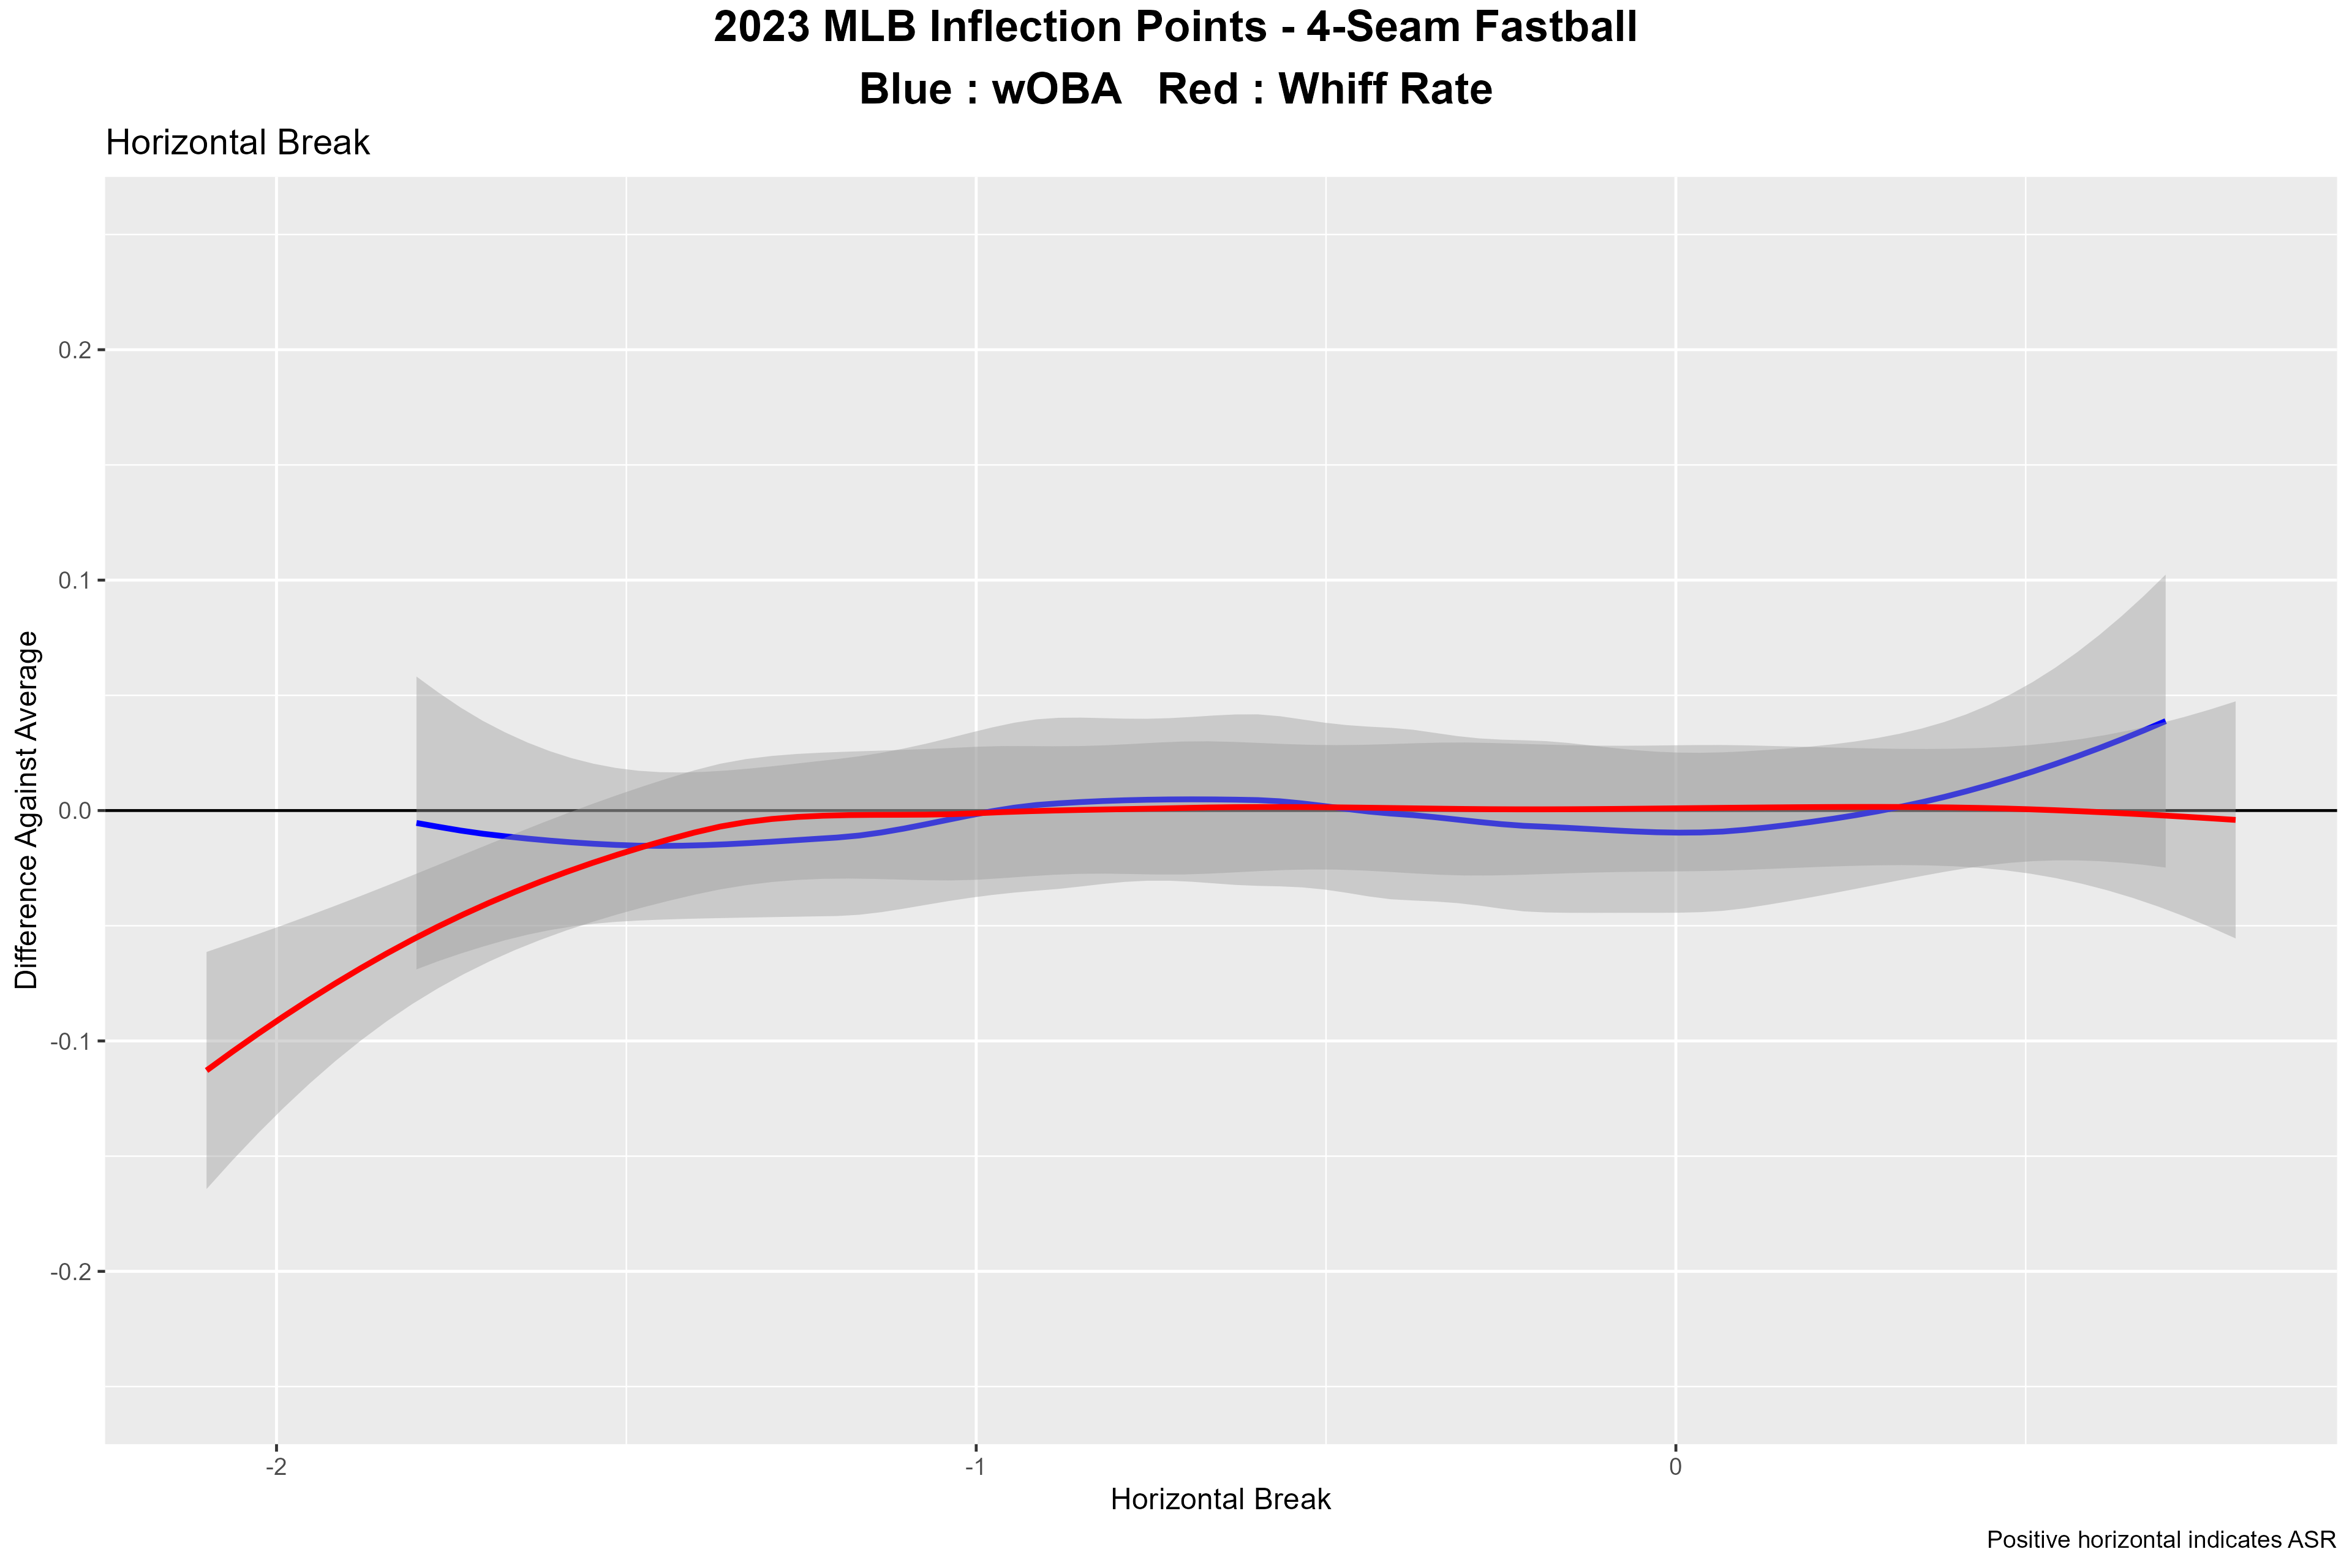 2023 MLB Inflection Points - 4-Seam Fastball
Blue : wOBA   Red : Whiff Rate
Horizontal Break
Difference Against Average
0.2
0.1
0.0
-0.1
-0.2
-2
-1
0
Horizontal Break
Positive horizontal indicates ASR